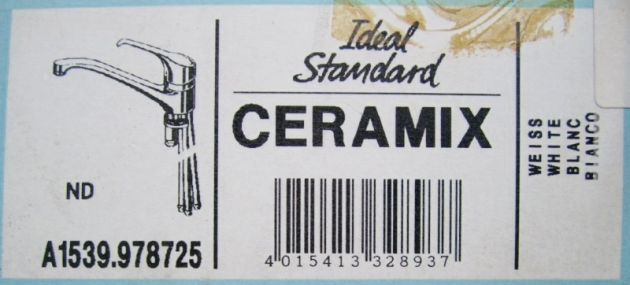 Ideal
Standard
CERAMIX
ND
A1539.978725
4 015413 328937
WEISS
WHITE
BLANC
BIANCO